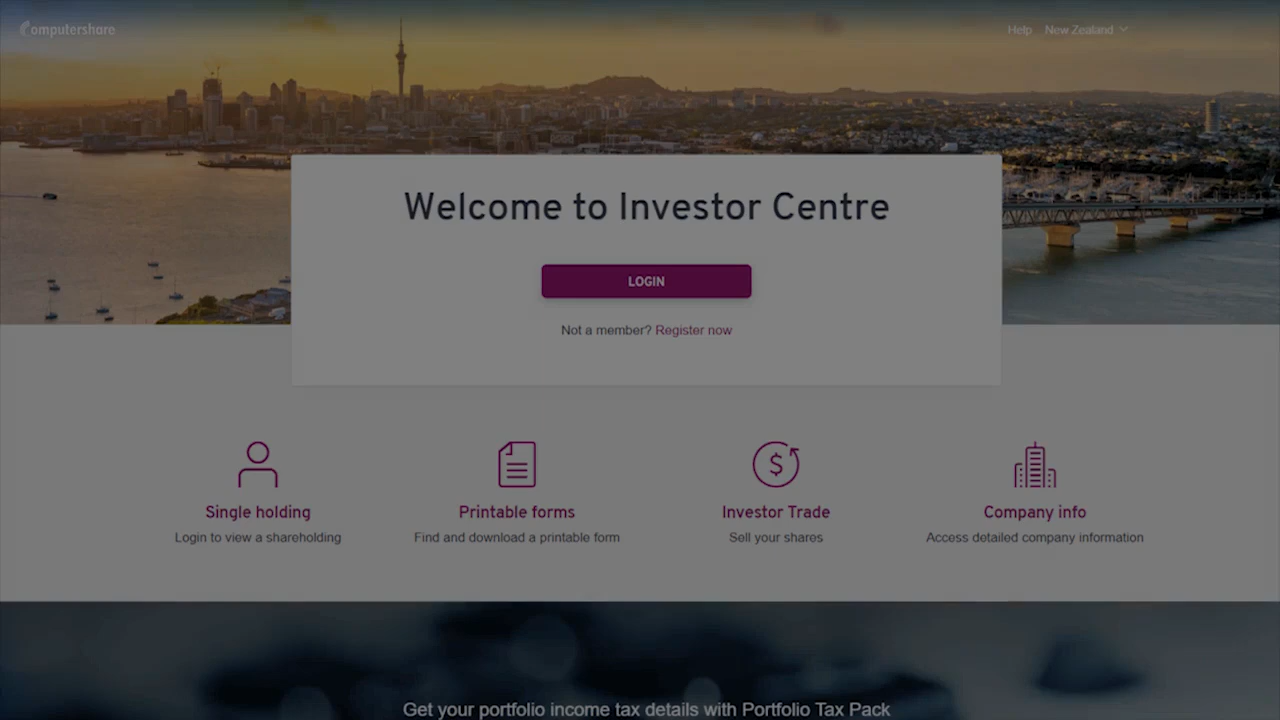 Computershare
Help New Zealand
Welcome to Investor Centre
LOGIN
Not a member? Register now
Single holding
Login to view a shareholding
Printable forms
Find and download a printable form
Investor Trade
Sell your shares
Company info
Access detailed company information
Get your portfolio income tax details with Portfolio Tax Pack